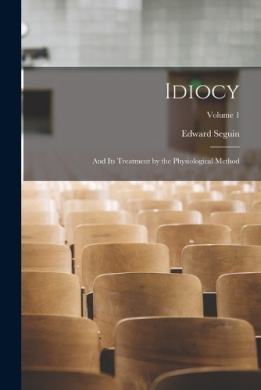 Idiocy
Edward Seguin
And Its Treatment by the Physiological Method
Volume 1